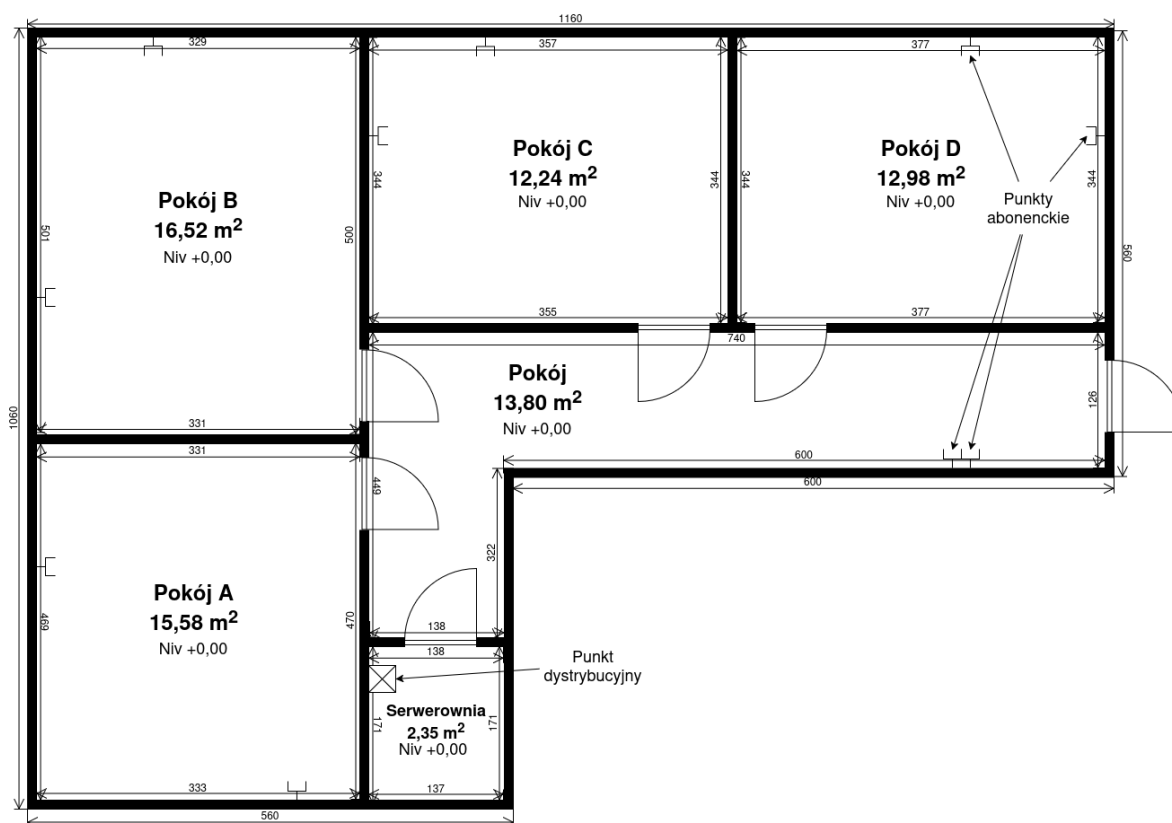 1160
329
357
377
Pokój B
16,52 m²
Niv +0,00
501
500
331
Pokój C
12,24 m²
Niv +0,00
344
344
355
Pokój D
12,98 m²
Niv +0,00
344
344
377
Punkty
abonenckie
590
1060
740
Pokój
13,80 m²
Niv +0,00
126
600
600
449
322
138
331
Pokój A
15,58 m²
Niv +0,00
469
470
333
560
138
Punkt
dystrybucyjny
Serwerownia
2,35 m²
Niv +0,00
171
171
137